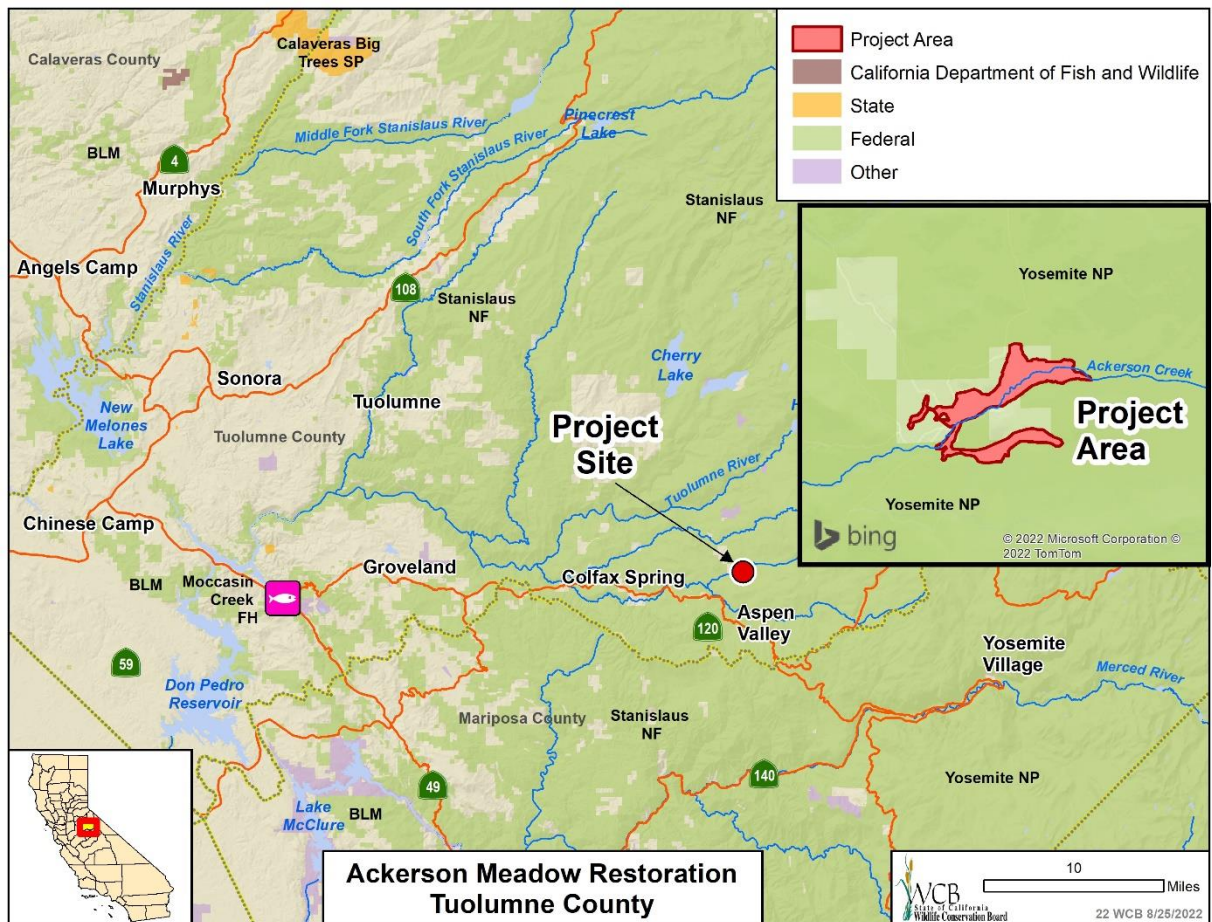 Calaveras County
Calaveras Big
Trees SP
Middle Fork Stanislaus River
Pinecrest
Lake
BLM
4
Murphys
South Fork Stanislaus River
Stanislaus
NF
Stanislaus River
Angels Camp
108
Stanislaus
NF
Cherry
Lake
Sonora
New
Melones
Lake
Tuolumne
Tuolumne County
Project
Site
H
Tuolumne River
Chinese Camp
Groveland
Colfax Spring
BLM
Moccasin
Creek
FH
Aspen
Valley
120
59
Yosemite
Village
Merced River
Don Pedro
Reservoir
Mariposa County
Stanislaus
NF
49
140
Yosemite NP
Lake
McClure
BLM
Project Area
California Department of Fish and Wildlife
State
Federal
Other
Yosemite NP
Ackerson Creek
Project
Area
Yosemite NP
bing
© 2022 Microsoft Corporation ©
2022 TomTom
Ackerson Meadow Restoration
Tuolumne County
WCB
State of California
Wildlife Conservation Board
10
Miles
22 WCB 8/25/2022